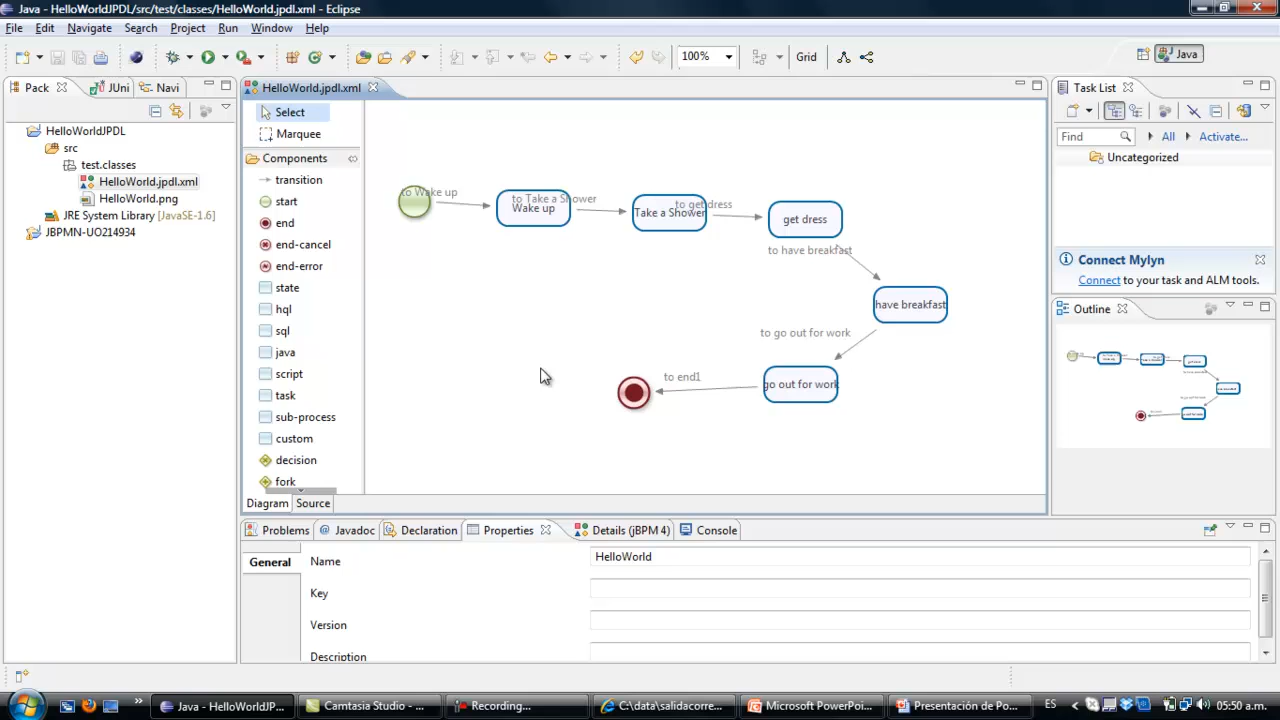 Java - HelloWorldJPDL/src/test/classes/HelloWorld.jpdl.xml - Eclipse
File Edit Navigate Search Project Run Window Help
100% Grid Java
Pack JUni Navi
HelloWorldJPDL
src
test.classes
HelloWorld.jpdl.xml
HelloWorld.png
JRE System Library [JavaSE-1.6]
JBPMN-UO214934
HelloWorld.jpdl.xml
Select
Marquee
Components
transition
start
end
end-cancel
end-error
state
hql
sql
java
script
task
sub-process
custom
decision
fork
Diagram Source
to Wake up
Wake up
to Take a Shower
Take a Shower
to get dress
get dress
to have breakfast
have breakfast
to go out for work
go out for work
to end1
Task List
Find All Activate...
Uncategorized
Connect Mylyn
Connect to your task and ALM tools.
Outline
Problems @ Javadoc Declaration Properties Details (jBPM 4) Console
General
Name HelloWorld
Key
Version
Description
Java - HelloWorldJP... Camtasia Studio - ... Recording... C:\data\salidacorre... Microsoft PowerPoi... Presentación de Po... ES 05:50 a.m.